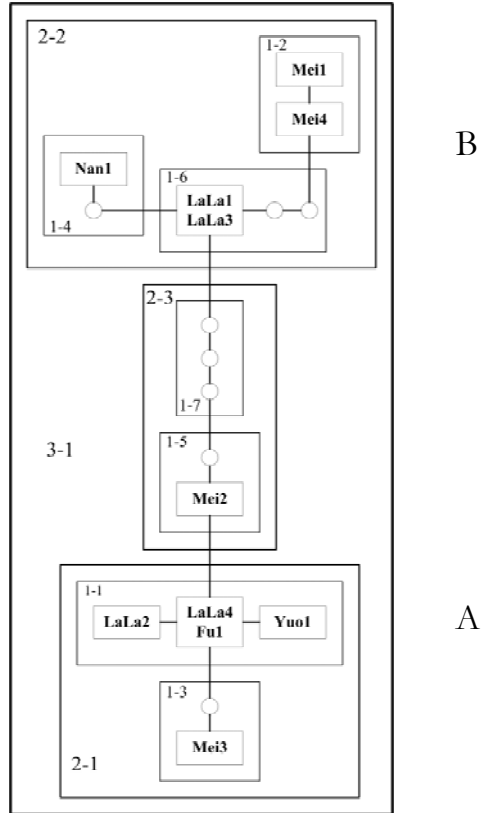 2-2
1-2
Mei1
Mei4
B
Nan1
1-6
LaLa1
LaLa3
1-4
2-3
1-7
3-1
1-5
Mei2
1-1
LaLa2
LaLa4
Fu1
Yuo1
A
1-3
Mei3
2-1